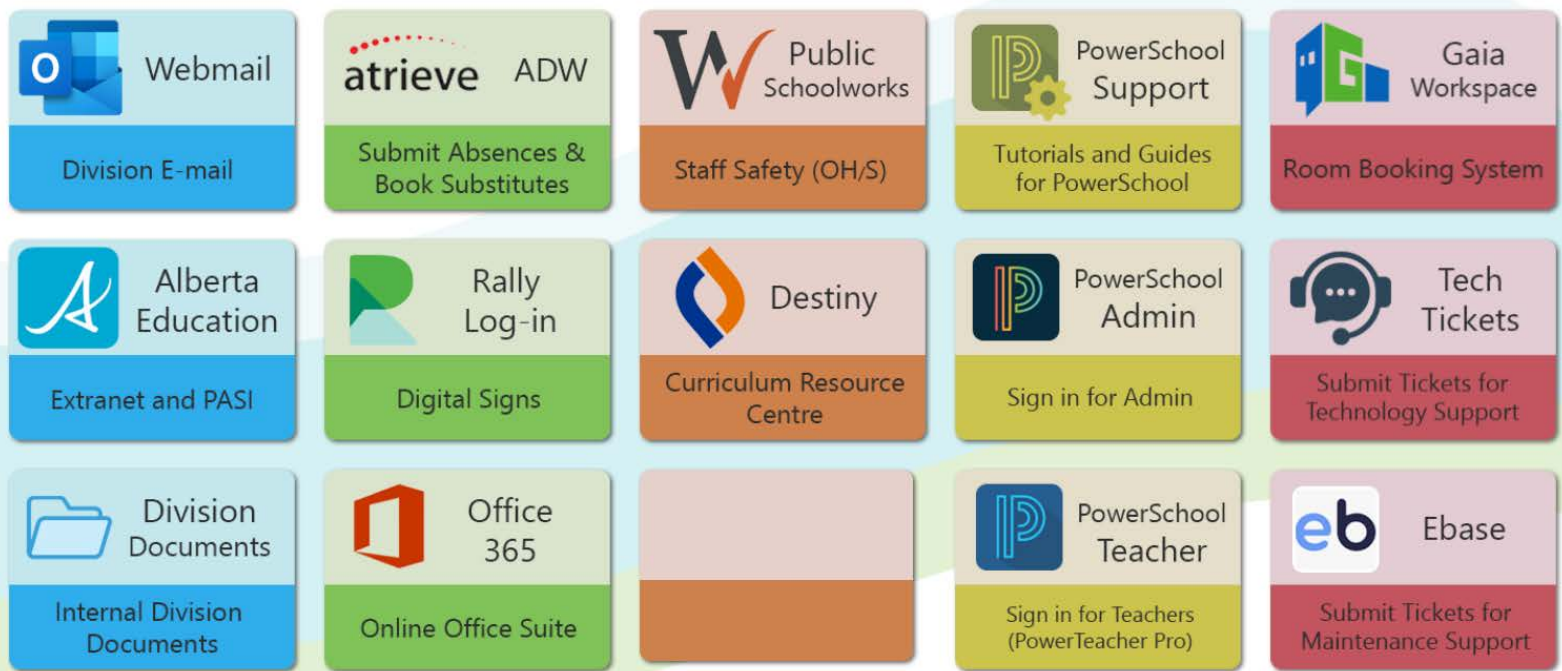 O
Webmail
Division E-mail
atrieve ADW
Submit Absences &
Book Substitutes
W
Public
Schoolworks
Staff Safety (OH/S)
P
PowerSchool
Support
Tutorials and Guides
for PowerSchool
G
Gaia
Workspace
Room Booking System
A
Alberta
Education
Extranet and PASI
R
Rally
Log-in
Digital Signs
Destiny
Curriculum Resource
Centre
P
PowerSchool
Admin
Sign in for Admin
Tech
Tickets
Submit Tickets for
Technology Support
Division
Documents
Internal Division
Documents
Office
365
Online Office Suite
P
PowerSchool
Teacher
Sign in for Teachers
(PowerTeacher Pro)
eb
Ebase
Submit Tickets for
Maintenance Support